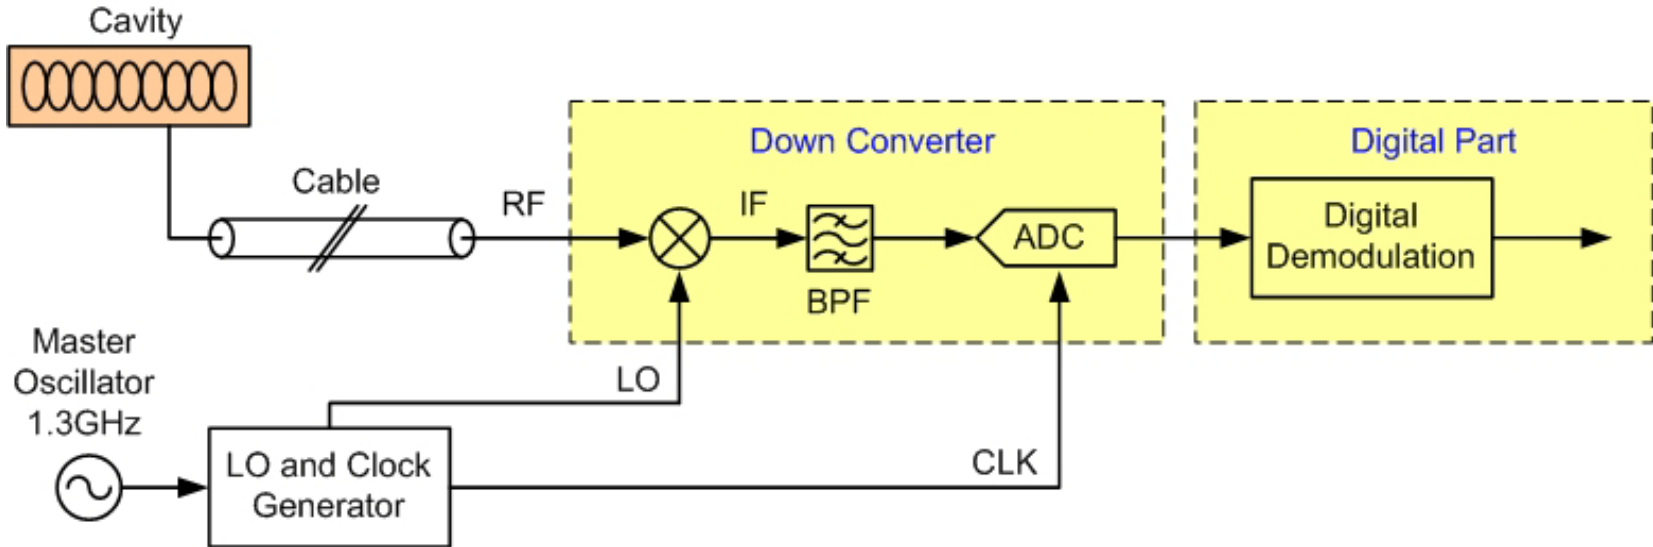 Cavity
Down Converter
Digital Part
Cable
RF
IF
ADC
Digital
Demodulation
BPF
Master
Oscillator
1.3GHz
LO
LO and Clock
Generator
CLK